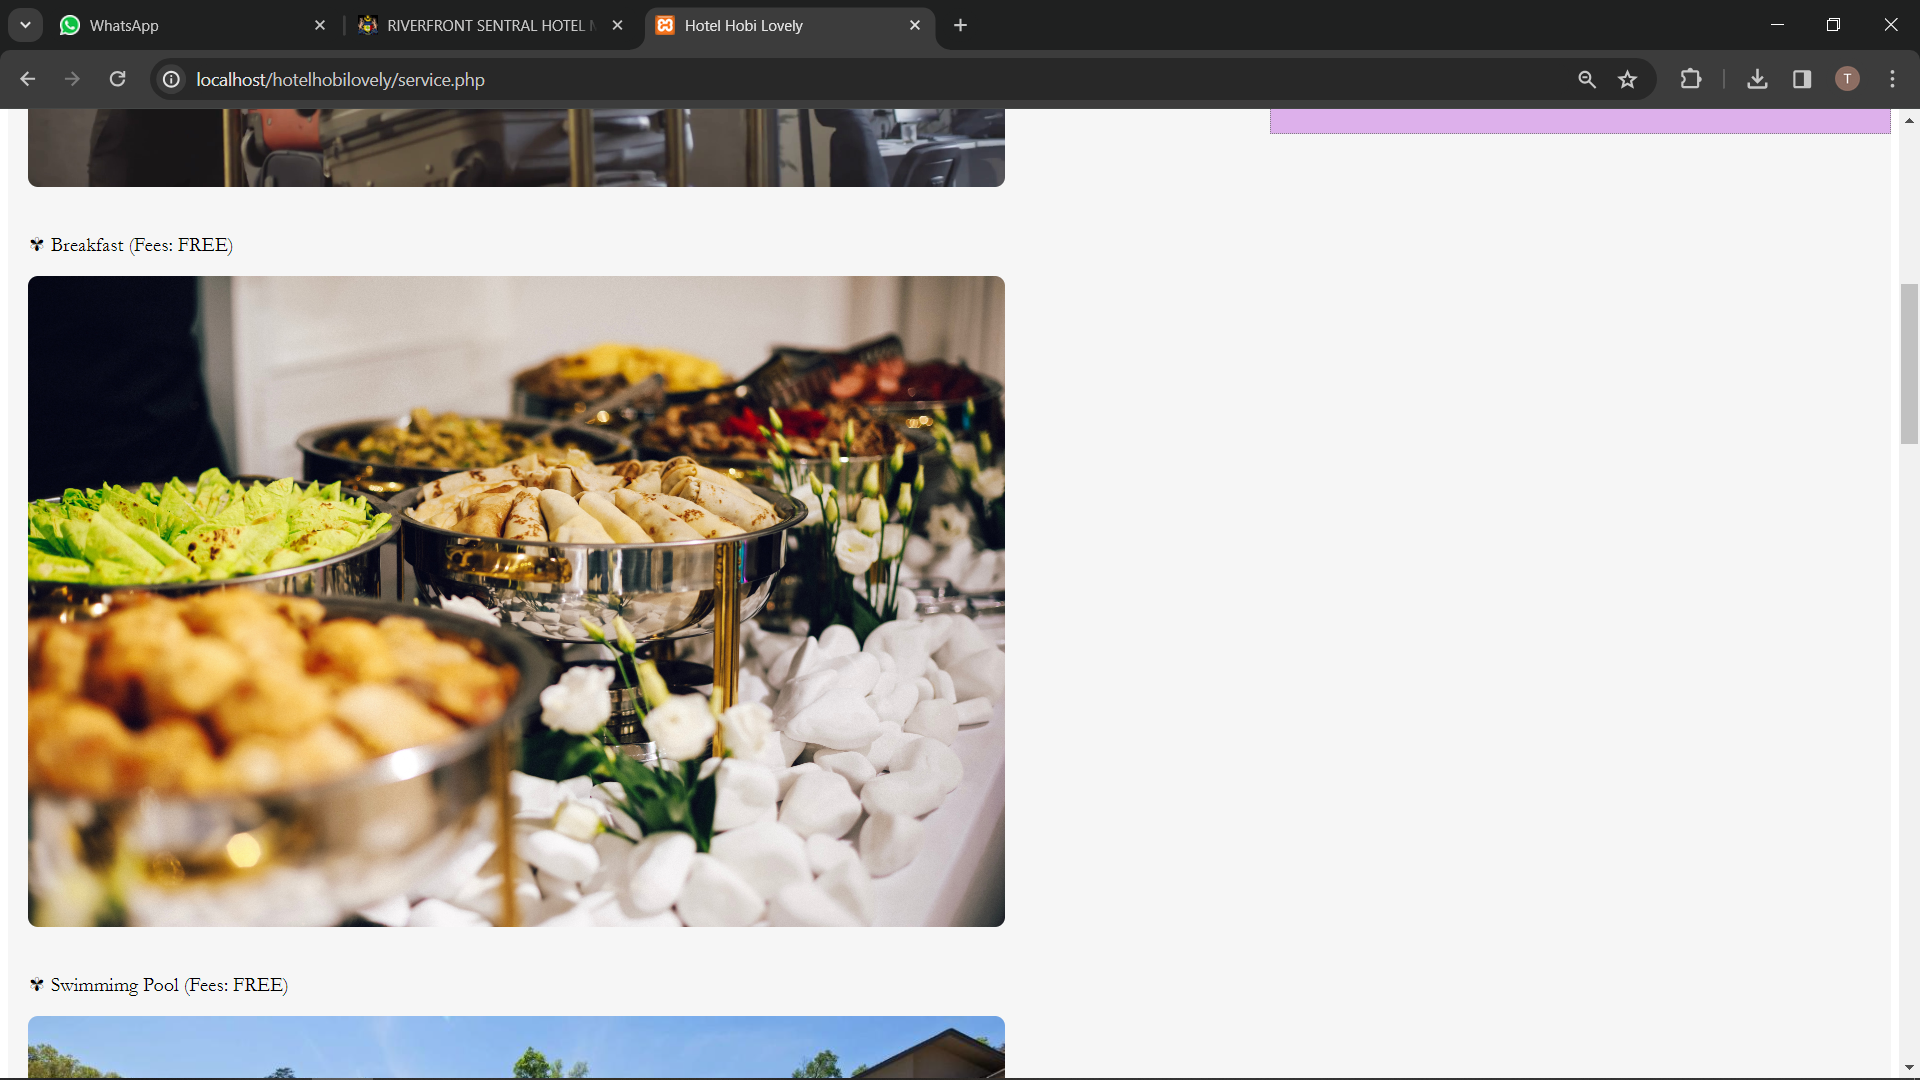 WhatsApp
RIVERFRONT SENTRAL HOTEL
Hotel Hobi Lovely
localhost/hotelhobilovely/service.php
T
Breakfast (Fees: FREE)
Swimmimg Pool (Fees: FREE)